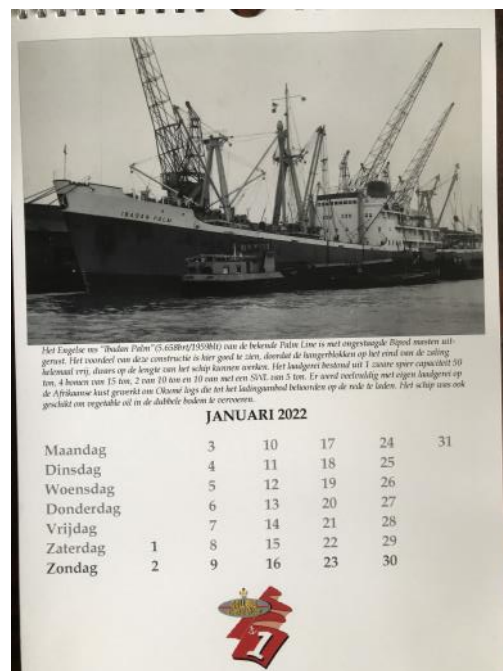 IBADAN PALM
Het Engelse ms "Ibadan Palm"(5.658brt/1959blt) van de bekende Palm Line is met ongestaagde Bipod masten uit-
gerust. Het voordeel van deze constructie is hier goed te zien, doordat de hangerblokken op het eind van de zaling
helemaal vrij, dwars op de lengte van het schip kunnen werken. Het laadgerei bestond uit 1 zware spier capaciteit 50
ton, 4 bomen van 15 ton, 2 van 10 ton en 10 van met een SWL van 5 ton. Er werd veelvuldig met eigen laadgerei op
de Afrikaanse kust gewerkt om Okumé logs die tot het ladingaanbod behoorden op de rede te laden. Het schip was ook
geschikt om vegetable oil in de dubbele bodem te vervoeren.
JANUARI 2022
Maandag 3 10 17 24 31
Dinsdag 4 11 18 25
Woensdag 5 12 19 26
Donderdag 6 13 20 27
Vrijdag 7 14 21 28
Zaterdag 1 8 15 22 29
Zondag 2 9 16 23 30
1